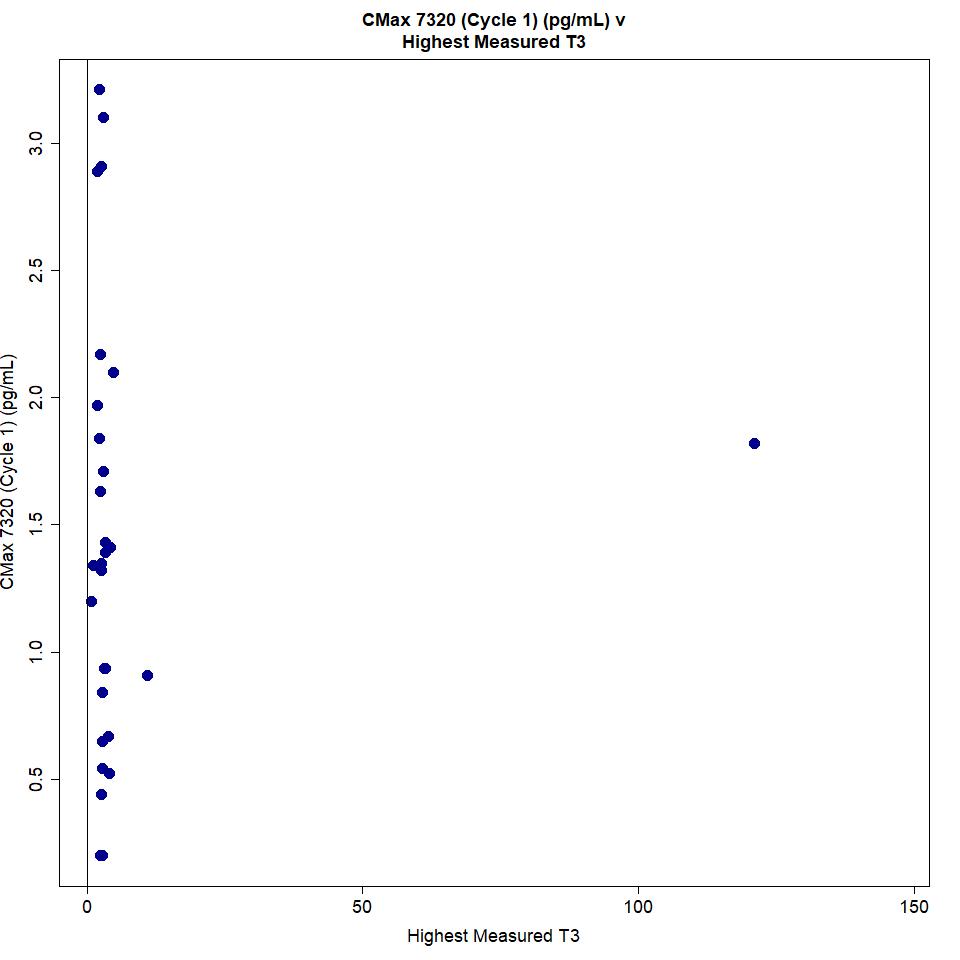 CMax 7320 (Cycle 1) (pg/mL) v
Highest Measured T3
CMax 7320 (Cycle 1) (pg/mL)
3.0
2.5
2.0
1.5
1.0
0.5
0
50
100
150
Highest Measured T3